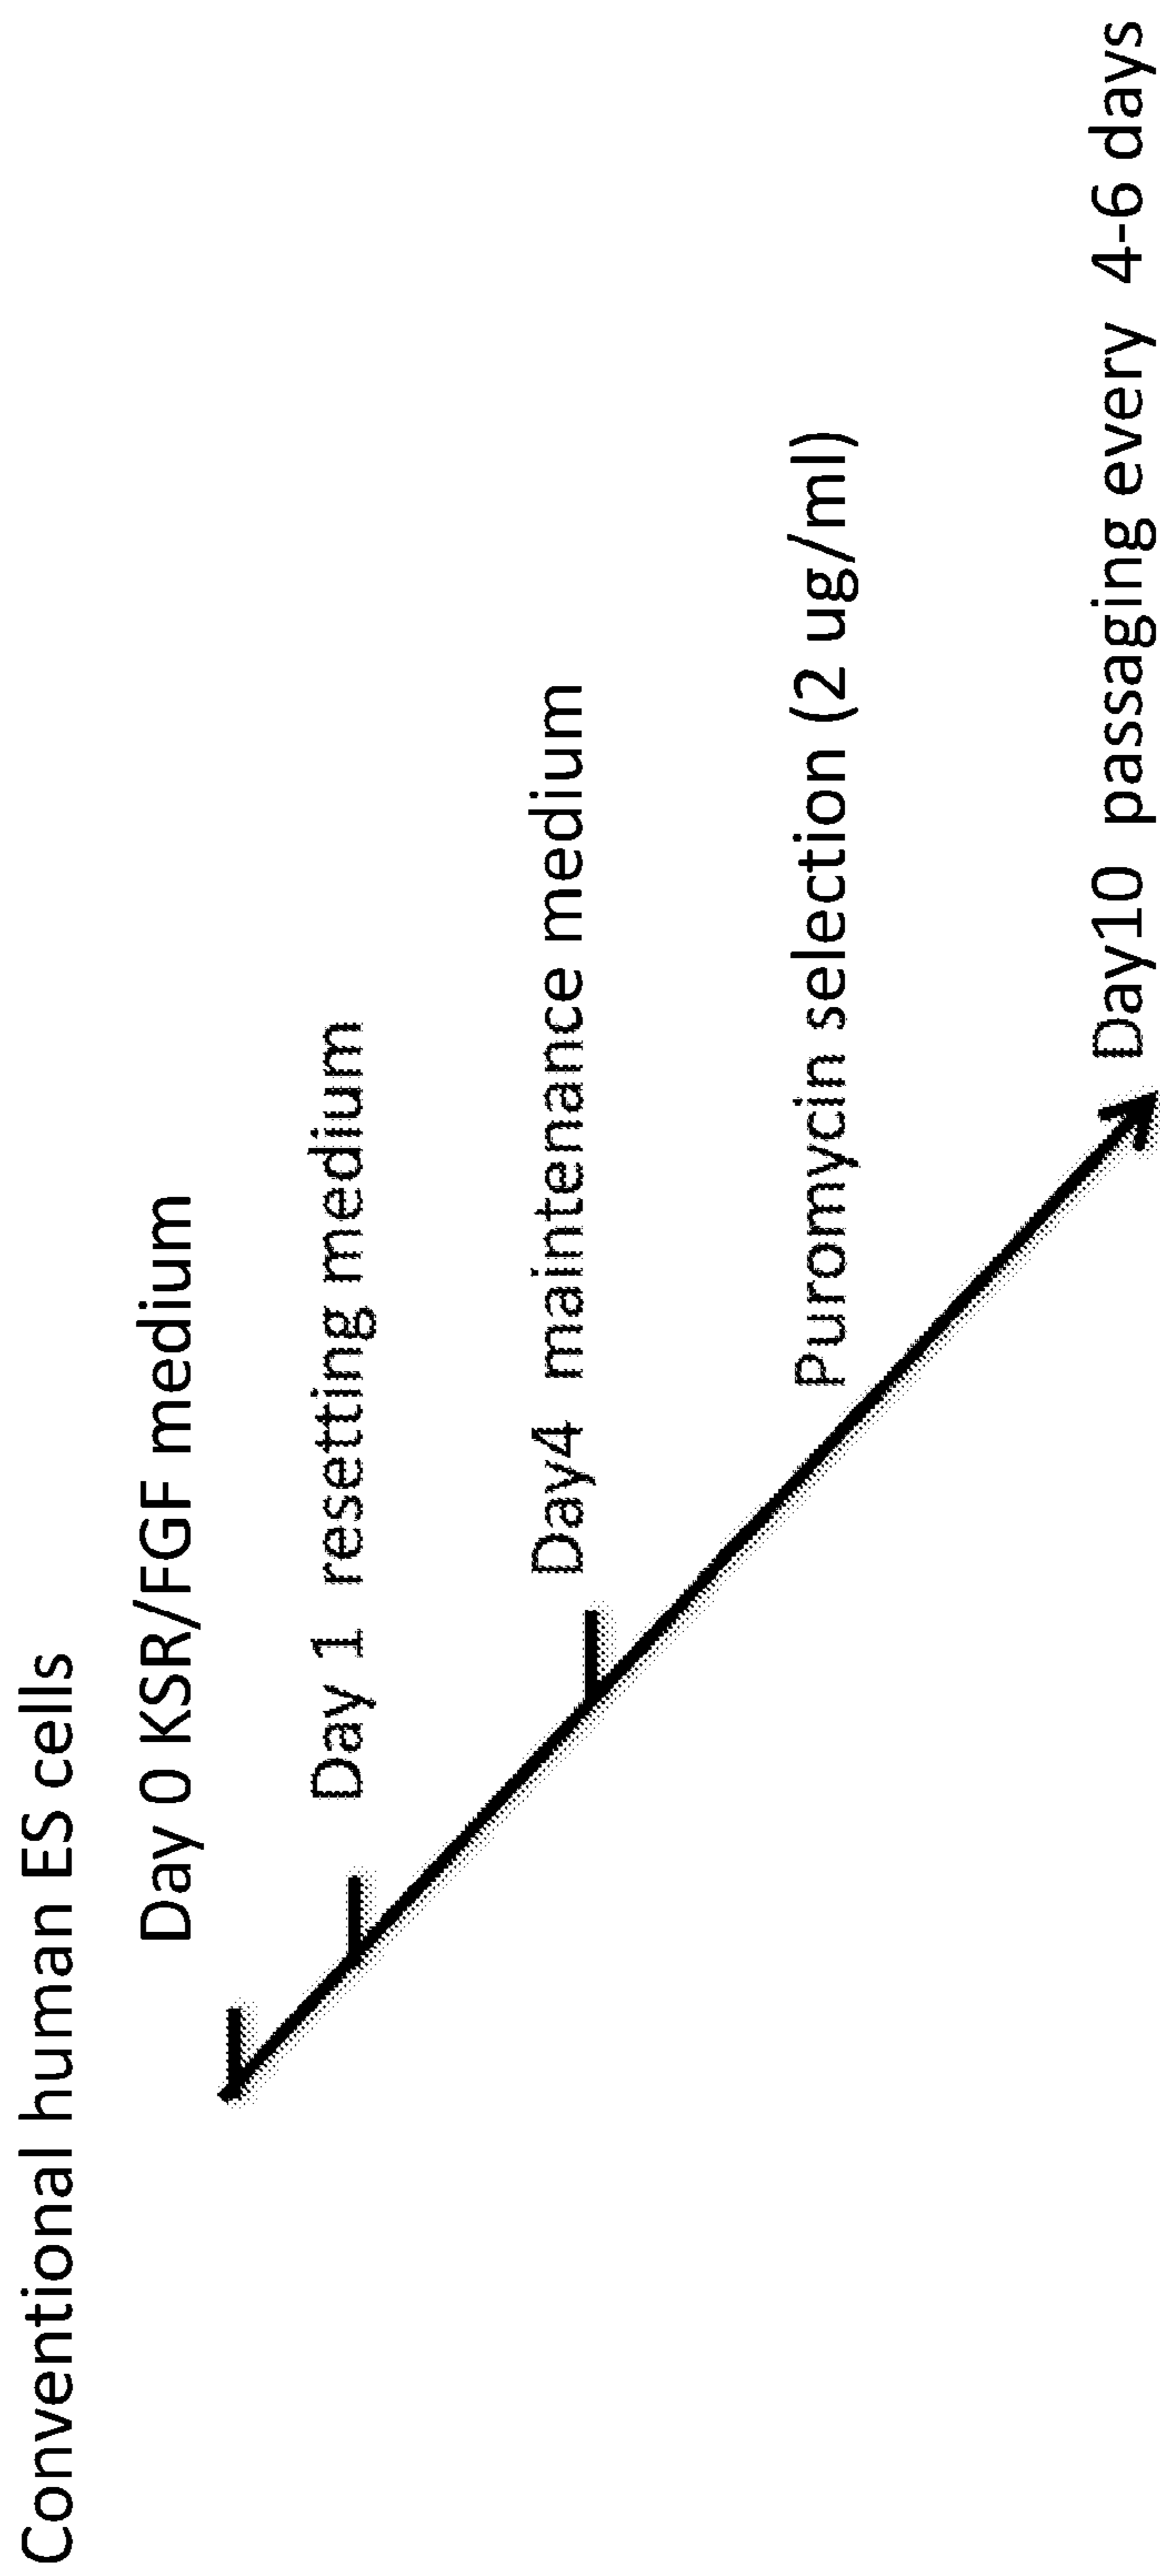 Conventional human ES cells
Day 0 KSR/FGF medium
Day 1 resetting medium
Day4 maintenance medium
Puromycin selection (2 ug/ml)
Day10 passaging every 4-6 days